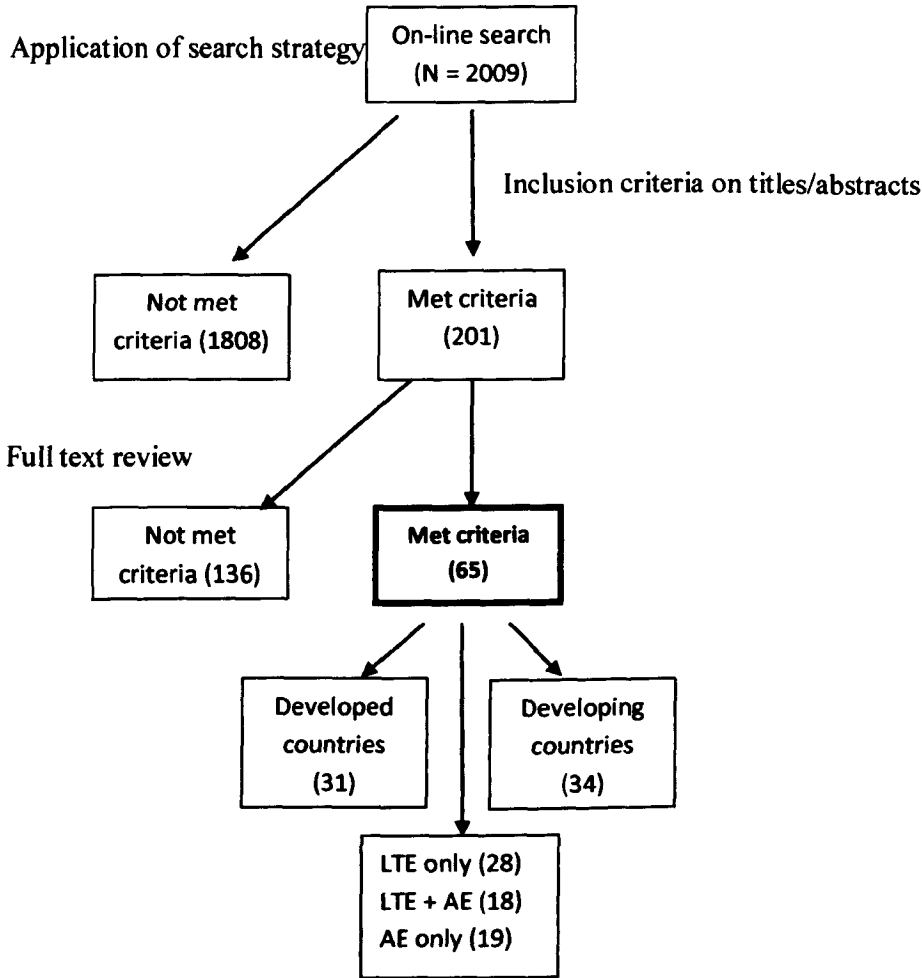 Application of search strategy
On-line search
(N = 2009)
Inclusion criteria on titles/abstracts
Not met
criteria (1808)
Met criteria
(201)
Full text review
Not met
criteria (136)
Met criteria
(65)
Developed
countries
(31)
Developing
countries
(34)
LTE only (28)
LTE + AE (18)
AE only (19)